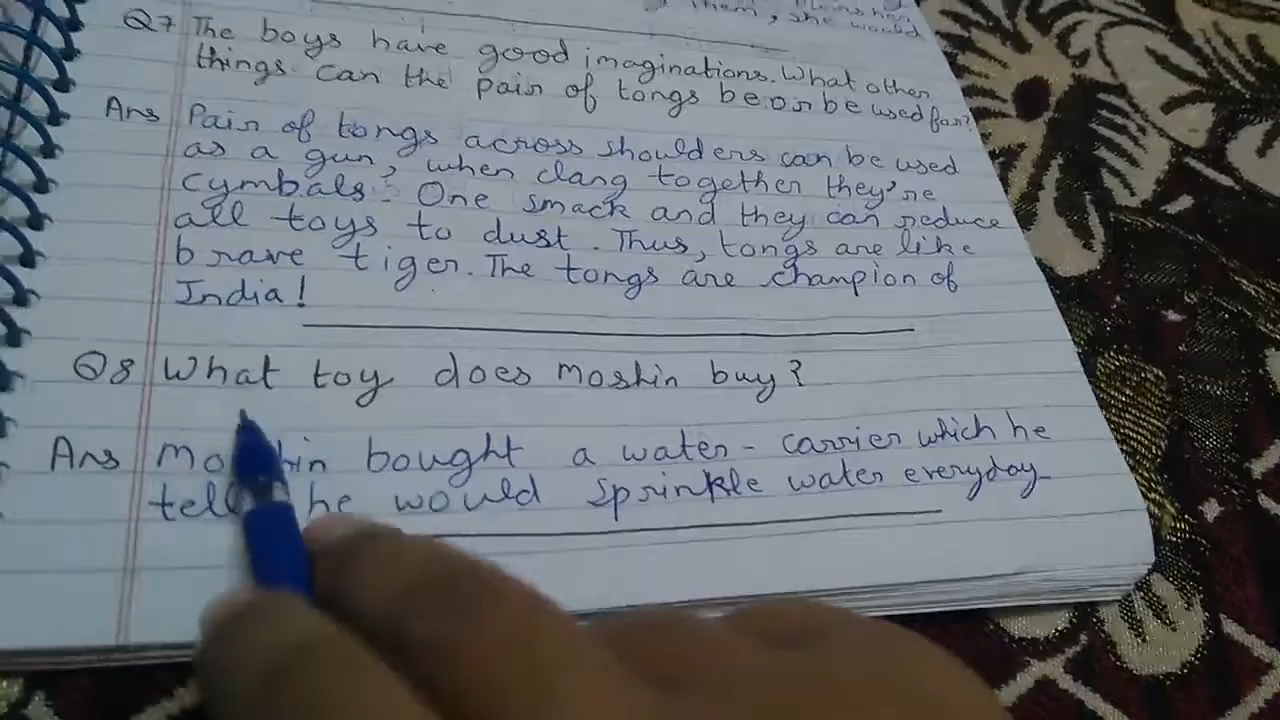 them, she would
Q7 The boys have good imaginations. What other
things can the pair of tongs be or be used for?
Ans Pair of tongs across shoulders can be used
as a gun, when clang together they're
cymbals. One smack and they can reduce
all toys to dust. Thus, tongs are like
brave tiger. The tongs are champion of
India!
Q8 What toy does Moshin buy?
Ans bought a water-carrier which he
he would sprinkle water everyday